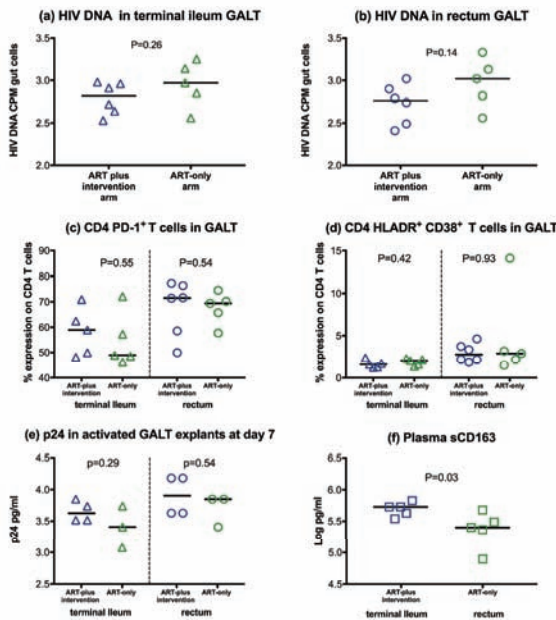 (a) HIV DNA in terminal ileum GALT
P=0.26
HIV DNA CPM gut cells
3.5
3.0
2.5
2.0
ART plus intervention arm
ART-only arm
(b) HIV DNA in rectum GALT
P=0.14
HIV DNA CPM gut cells
3.5
3.0
2.5
2.0
ART plus intervention arm
ART-only arm
(c) CD4 PD-1+ T cells in GALT
P=0.55
P=0.54
% expression on CD4 T cells
90
80
70
60
50
40
ART-plus intervention
ART-only
ART-plus intervention
ART-only
terminal Ileum
rectum
(d) CD4 HLADR+ CD38+ T cells in GALT
P=0.42
P=0.93
% expression on CD4 T cells
15
10
5
0
ART-plus intervention
ART-only
ART-plus intervention
ART-only
terminal Ileum
rectum
(e) p24 in activated GALT explants at day 7
p=0.29
p=0.54
p24 pg/ml
4.5
4.0
3.5
3.0
2.5
ART-plus intervention
ART-only
ART-plus intervention
ART-only
terminal Ileum
rectum
(f) Plasma sCD163
P=0.03
Log pg/ml
6.5
6.0
5.5
5.0
4.5
ART-plus intervention
ART-only
terminal Ileum
rectum